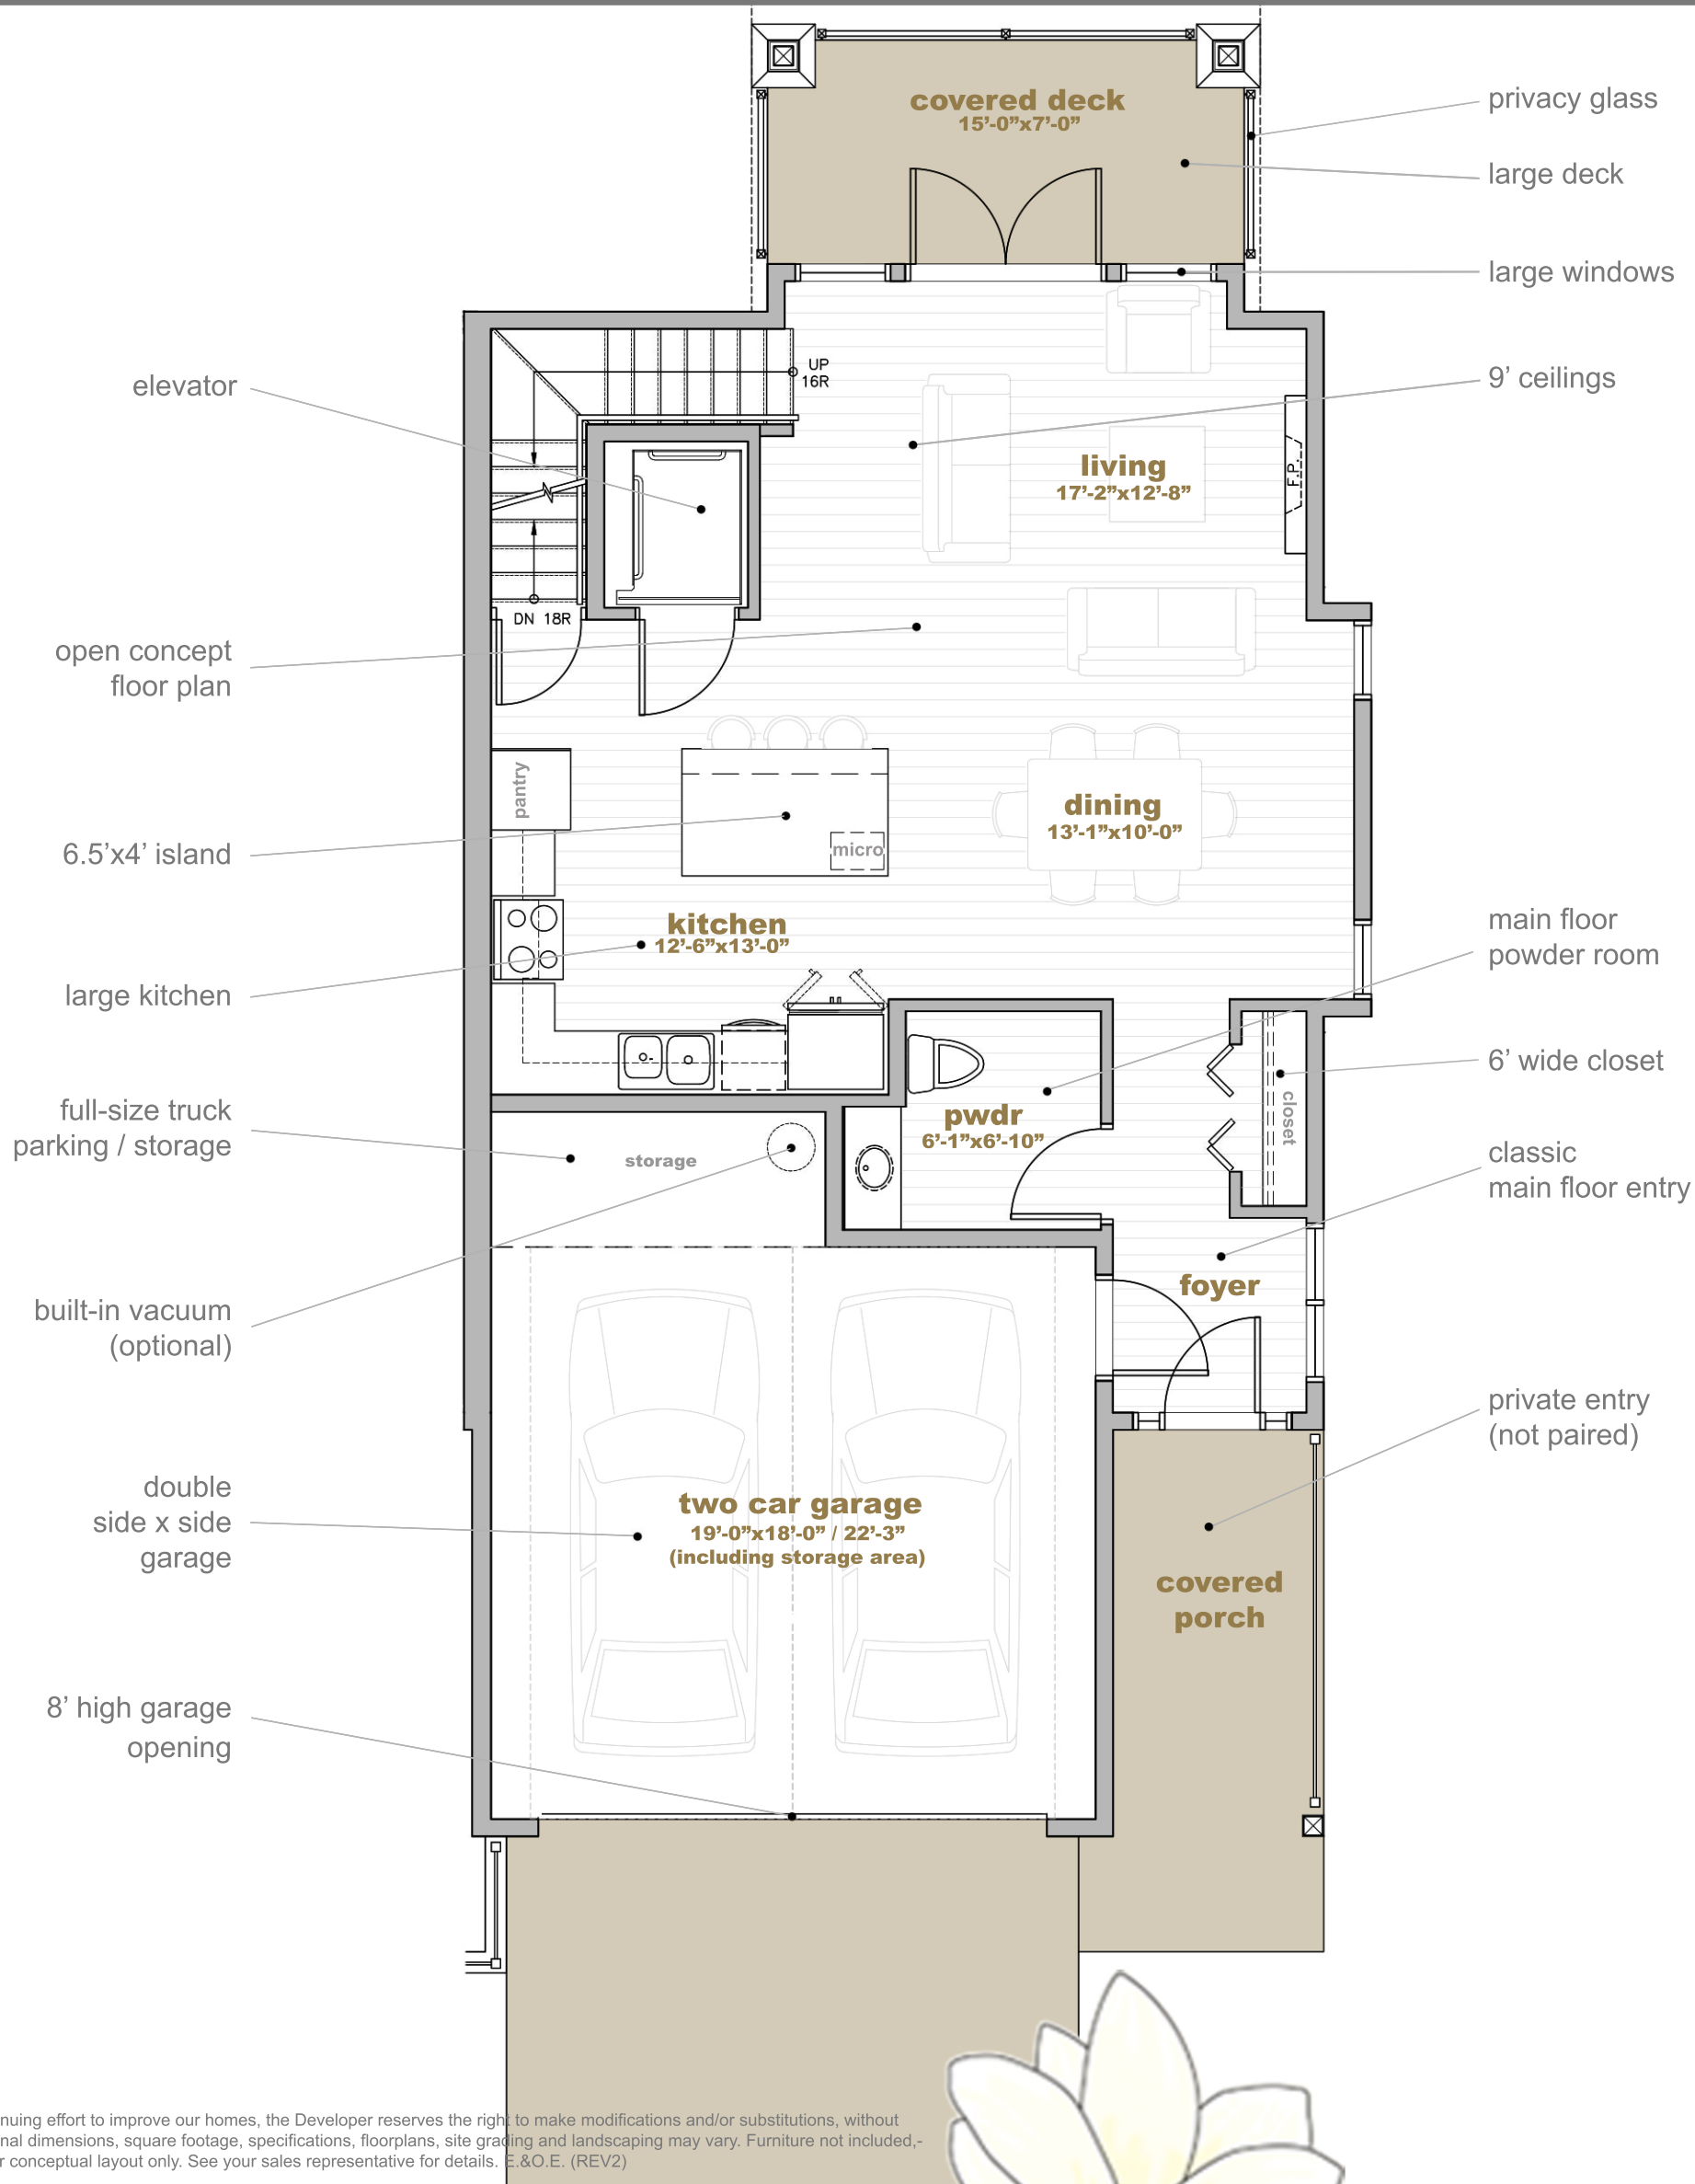 covered deck
15’-0”x7’-0”
privacy glass
large deck
large windows
UP
16R
elevator
9’ ceilings
living
17’-2”x12’-8”
F.P.
DN 18R
open concept
floor plan
pantry
dining
13’-1”x10’-0”
6.5’x4’ island
micro
kitchen
12’-6”x13’-0”
main floor
powder room
large kitchen
6’ wide closet
closet
full-size truck
parking / storage
storage
pwdr
6’-1”x6’-10”
classic
main floor entry
foyer
built-in vacuum
(optional)
private entry
(not paired)
double
side x side
garage
two car garage
19’-0”x18’-0” / 22’-3”
(including storage area)
covered
porch
8’ high garage
opening
nuing effort to improve our homes, the Developer reserves the right to make modifications and/or substitutions, without
nal dimensions, square footage, specifications, floorplans, site grading and landscaping may vary. Furniture not included,-
r conceptual layout only. See your sales representative for details. E.&O.E. (REV2)